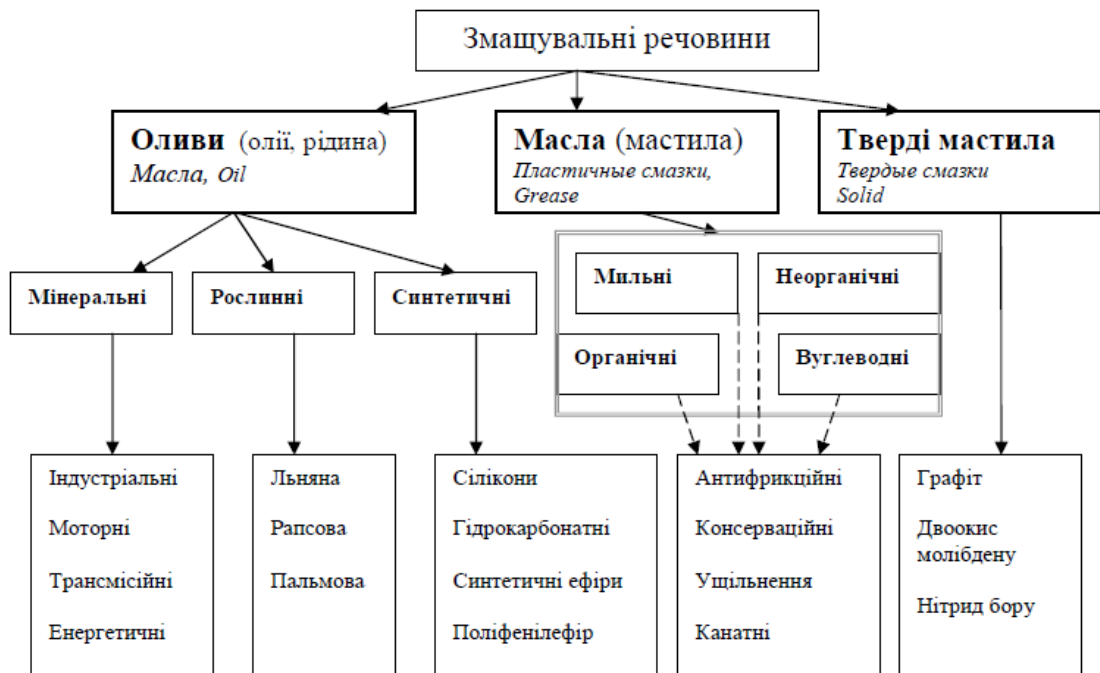 Змащувальні речовини
Оливи (олії, рідина)
Масла, Oil
Масла (мастила)
Пластичные смазки,
Grease
Тверді мастила
Твердые смазки
Solid
Мінеральні
Рослинні
Синтетичні
Мильні
Неорганічні
Органічні
Вуглеводні
Індустріальні
Моторні
Трансмісійні
Енергетичні
Льняна
Рапсова
Пальмова
Сілікони
Гідрокарбонатні
Синтетичні ефіри
Поліфенілефір
Антифрикційні
Консерваційні
Ущільнення
Канатні
Графіт
Двоокис
молібдену
Нітрид бору